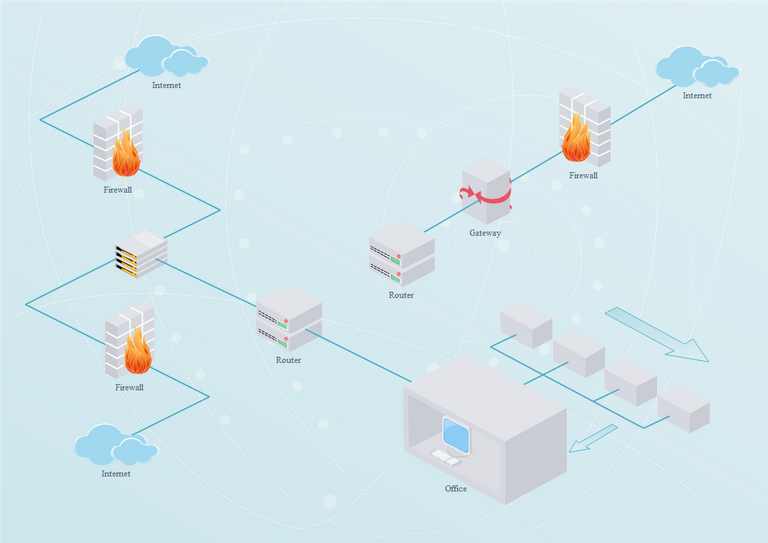 Internet
Internet
Firewall
Firewall
Gateway
Router
Router
Firewall
Internet
Office